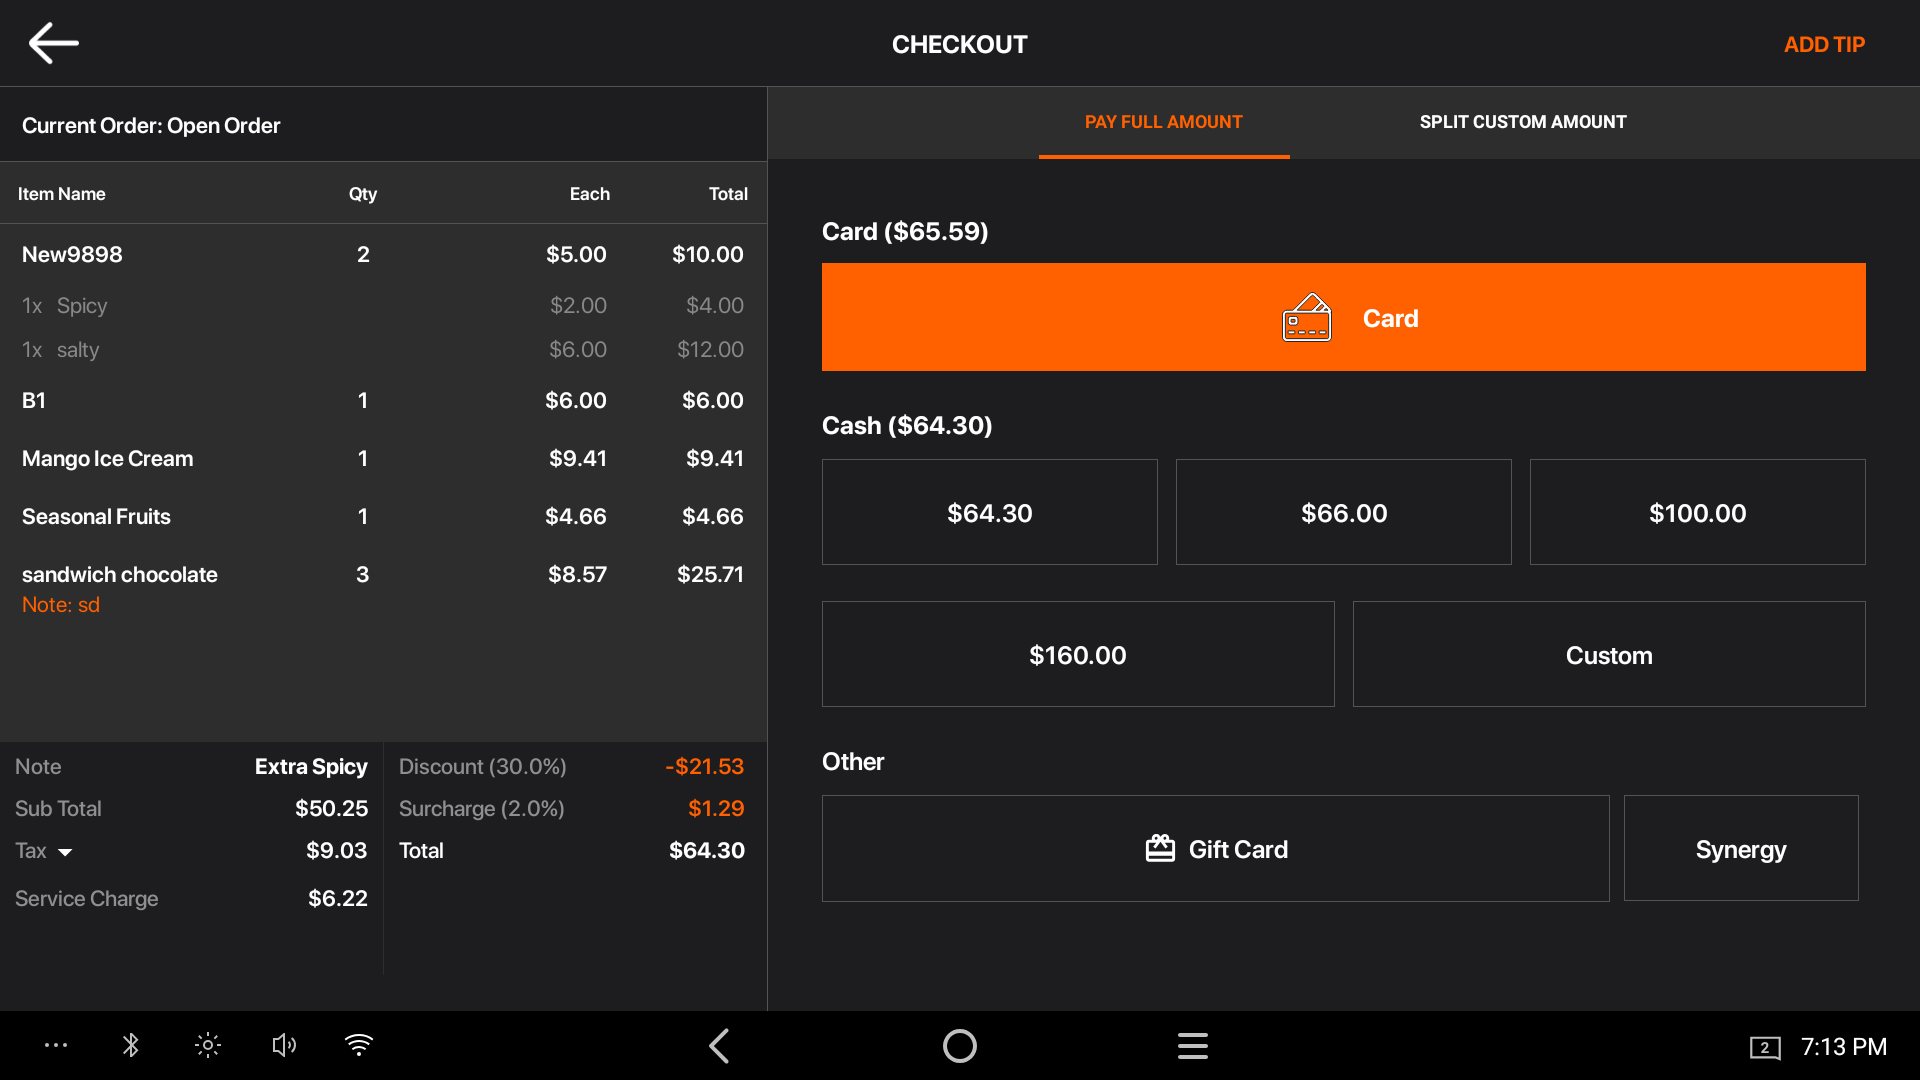 CHECKOUT
ADD TIP
Current Order: Open Order
Item Name Qty Each Total
New9898 2 $5.00 $10.00
1x Spicy $2.00 $4.00
1x salty $6.00 $12.00
B1 1 $6.00 $6.00
Mango Ice Cream 1 $9.41 $9.41
Seasonal Fruits 1 $4.66 $4.66
sandwich chocolate 3 $8.57 $25.71
Note: sd
Note Extra Spicy
Sub Total $50.25
Tax $9.03
Service Charge $6.22
Discount (30.0%) -$21.53
Surcharge (2.0%) $1.29
Total $64.30
PAY FULL AMOUNT
SPLIT CUSTOM AMOUNT
Card ($65.59)
Card
Cash ($64.30)
$64.30
$66.00
$100.00
$160.00
Custom
Other
Gift Card
Synergy
2
7:13 PM